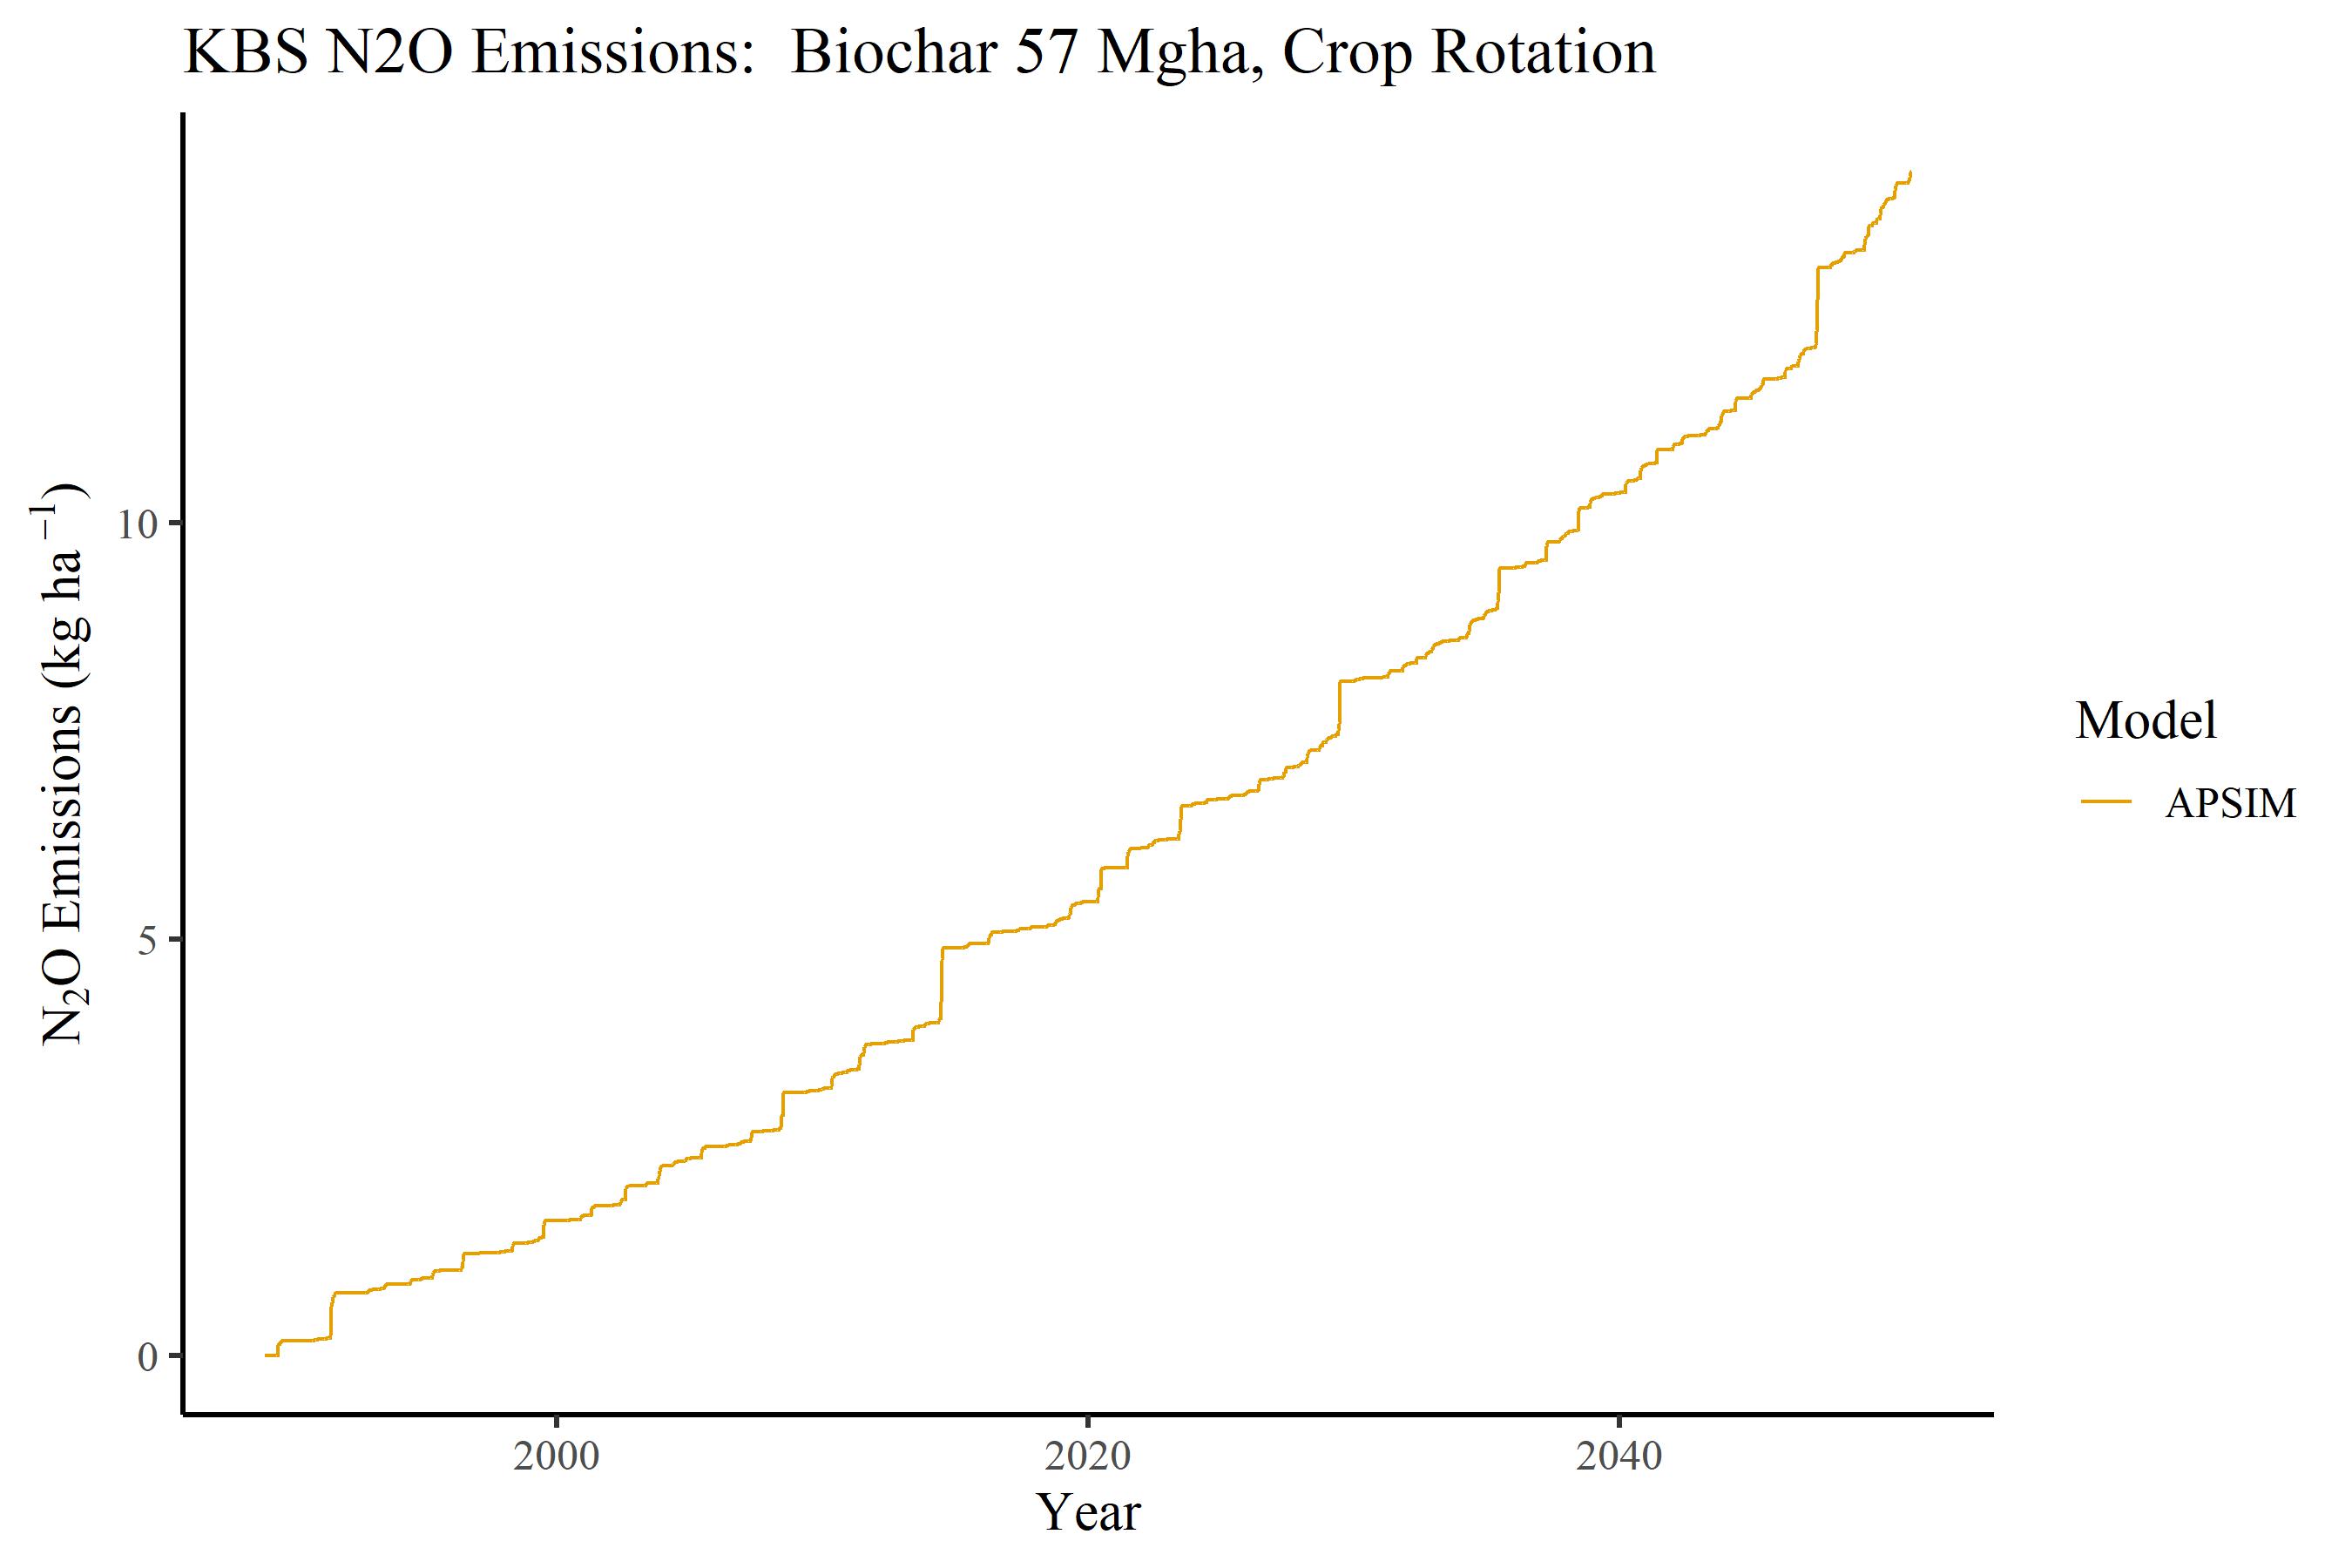 KBS N2O Emissions:  Biochar 57 Mgha, Crop Rotation
N₂O Emissions (kg ha ⁻¹)
10
5
0
2000
2020
2040
Year
Model
APSIM